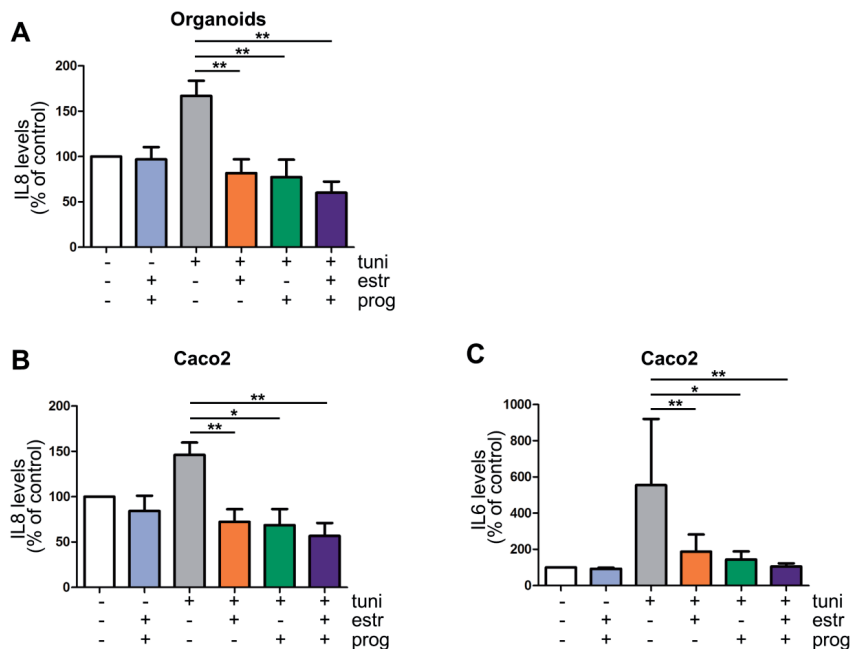 A
Organoids
**
**
**
IL8 levels
(% of control)
200
150
100
50
0
- - + + + + tuni
- + - + - + estr
- + - - + + prog
B
Caco2
**
*
**
IL8 levels
(% of control)
200
150
100
50
0
- - + + + + tuni
- + - + - + estr
- + - - + + prog
C
Caco2
**
*
**
IL6 levels
(% of control)
1000
800
600
400
200
0
- - + + + + tuni
- + - + - + estr
- + - - + + prog